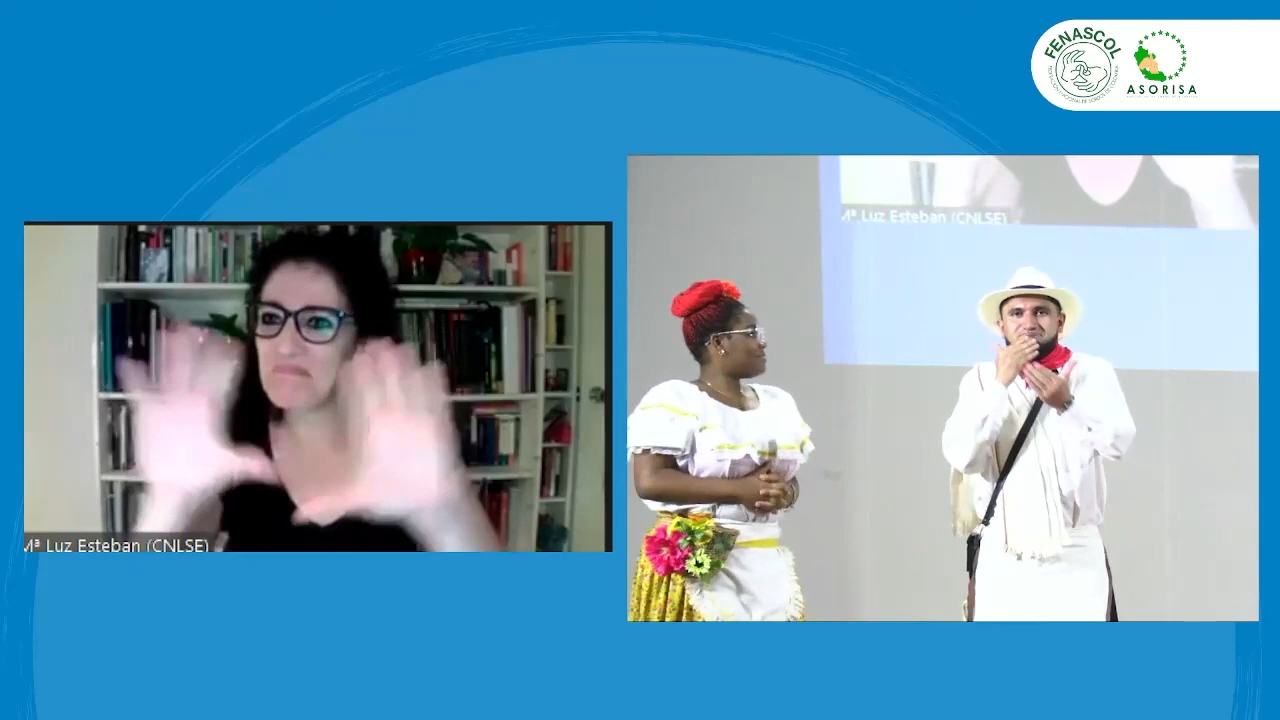 FENASCOL
ASORISA
Mª Luz Esteban (CNLSE)
Mª Luz Esteban (CNLSE)